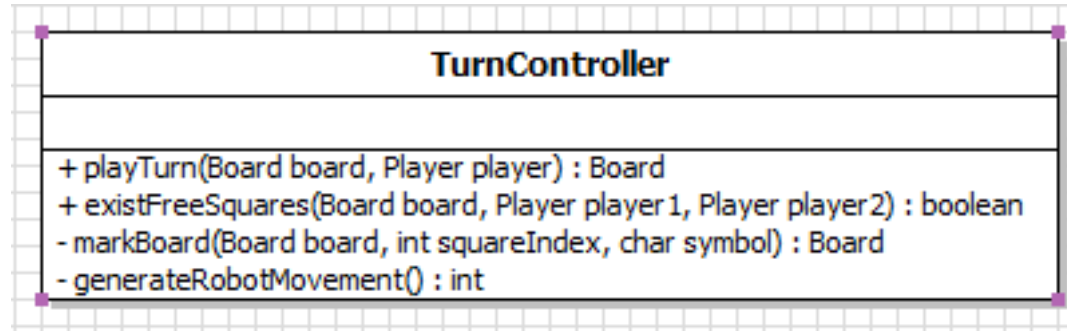 TurnController
+ playTurn(Board board, Player player) : Board
+ existFreeSquares(Board board, Player player1, Player player2) : boolean
- markBoard(Board board, int squareIndex, char symbol) : Board
- generateRobotMovement() : int